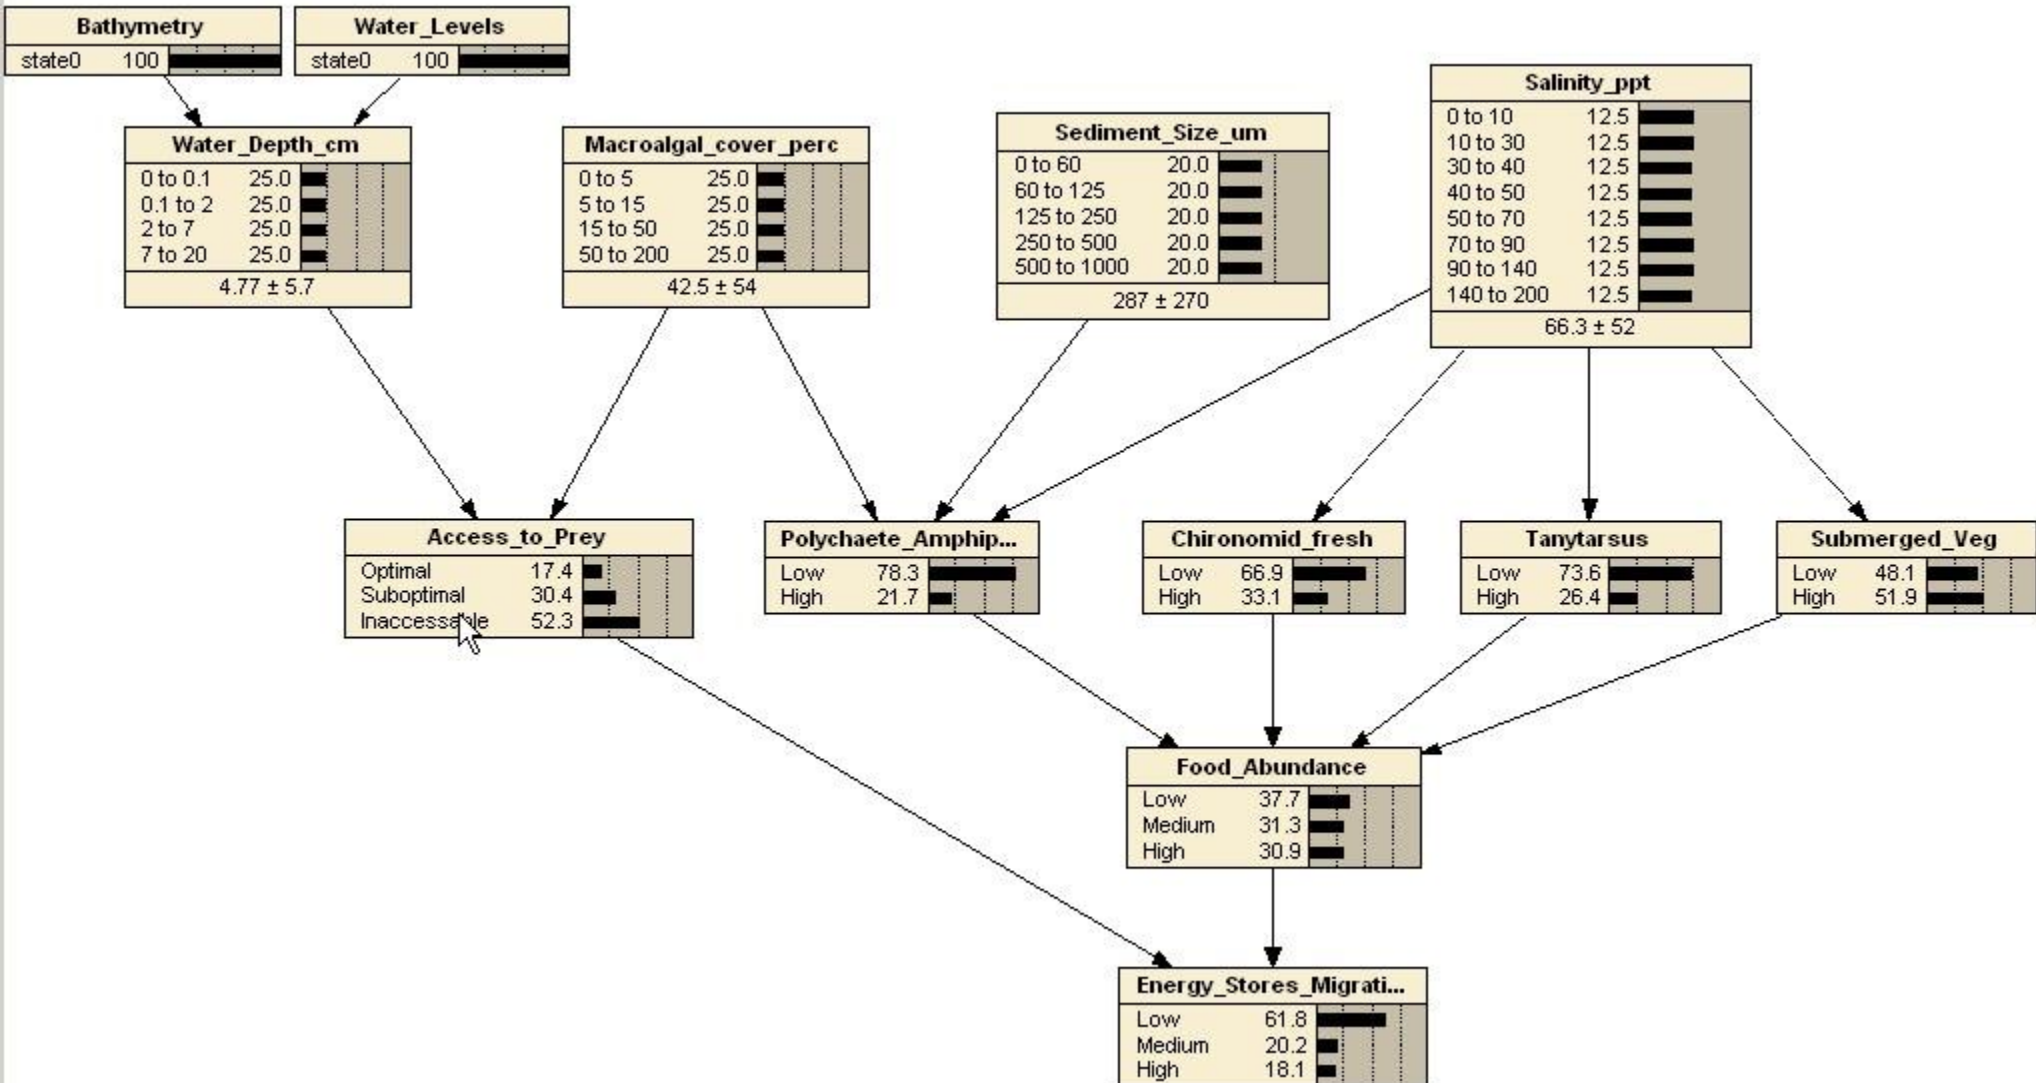 Bathymetry
state0 100
Water_Levels
state0 100
Water_Depth_cm
0 to 0.1 25.0
0.1 to 2 25.0
2 to 7 25.0
7 to 20 25.0
4.77 ± 5.7
Macroalgal_cover_perc
0 to 5 25.0
5 to 15 25.0
15 to 50 25.0
50 to 200 25.0
42.5 ± 54
Sediment_Size_um
0 to 60 20.0
60 to 125 20.0
125 to 250 20.0
250 to 500 20.0
500 to 1000 20.0
287 ± 270
Salinity_ppt
0 to 10 12.5
10 to 30 12.5
30 to 40 12.5
40 to 50 12.5
50 to 70 12.5
70 to 90 12.5
90 to 140 12.5
140 to 200 12.5
66.3 ± 52
Access_to_Prey
Optimal 17.4
Suboptimal 30.4
Inaccessable 52.3
Polychaete_Amphip...
Low 78.3
High 21.7
Chironomid_fresh
Low 66.9
High 33.1
Tanytarsus
Low 73.6
High 26.4
Submerged_Veg
Low 48.1
High 51.9
Food_Abundance
Low 37.7
Medium 31.3
High 30.9
Energy_Stores_Migrati...
Low 61.8
Medium 20.2
High 18.1